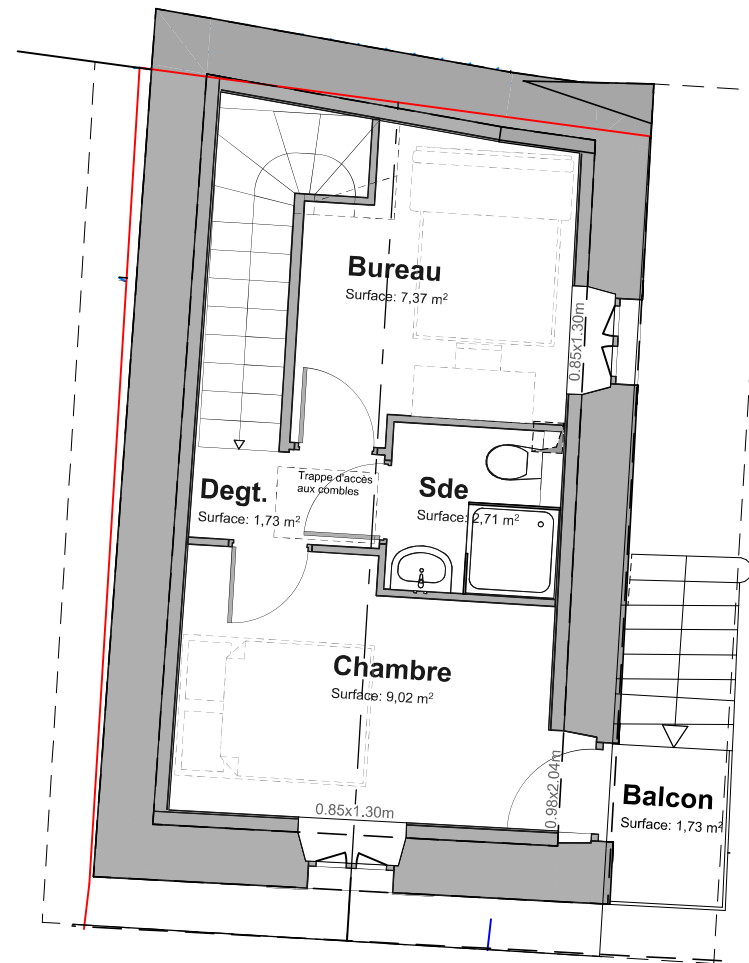 Bureau
Surface: 7,37 m²
0.85x1.30m
Trappe d'accès
aux combles
Degt.
Surface: 1,73 m²
Sde
Surface: 2,71 m²
Chambre
Surface: 9,02 m²
0.98x2.04m
0.85x1.30m
Balcon
Surface: 1,73 m²